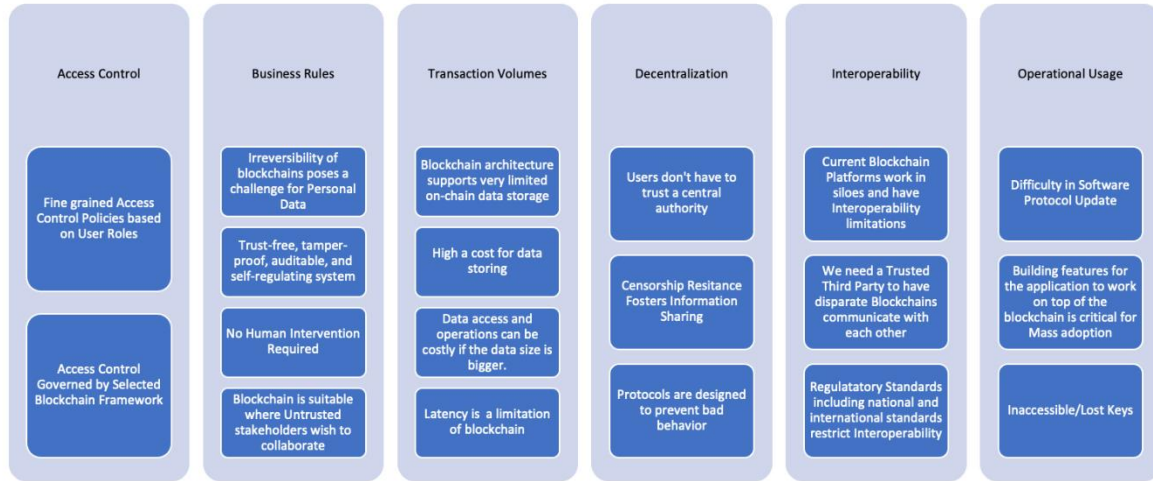 Access Control
Fine grained Access
Control Policies based
on User Roles
Access Control
Governed by Selected
Blockchain Framework
Business Rules
Irreversibility of
blockchains poses a
challenge for Personal
Data
Trust-free, tamper-
proof, auditable, and
self-regulating system
No Human Intervention
Required
Blockchain is suitable
where Untrusted
stakeholders wish to
collaborate
Transaction Volumes
Blockchain architecture
supports very limited
on-chain data storage
High a cost for data
storing
Data access and
operations can be
costly if the data size is
bigger.
Latency is a limitation
of blockchain
Decentralization
Users don't have to
trust a central
authority
Censorship Resitance
Fosters Information
Sharing
Protocols are designed
to prevent bad
behavior
Interoperability
Current Blockchain
Platforms work in
siloes and have
Interoperability
limitations
We need a Trusted
Third Party to have
disparate Blockchains
communicate with
each other
Regulatatory Standards
including national and
international standards
restrict Interoperability
Operational Usage
Difficulty in Software
Protocol Update
Building features for
the application to work
on top of the
blockchain is critical for
Mass adoption
Inaccessible/Lost Keys